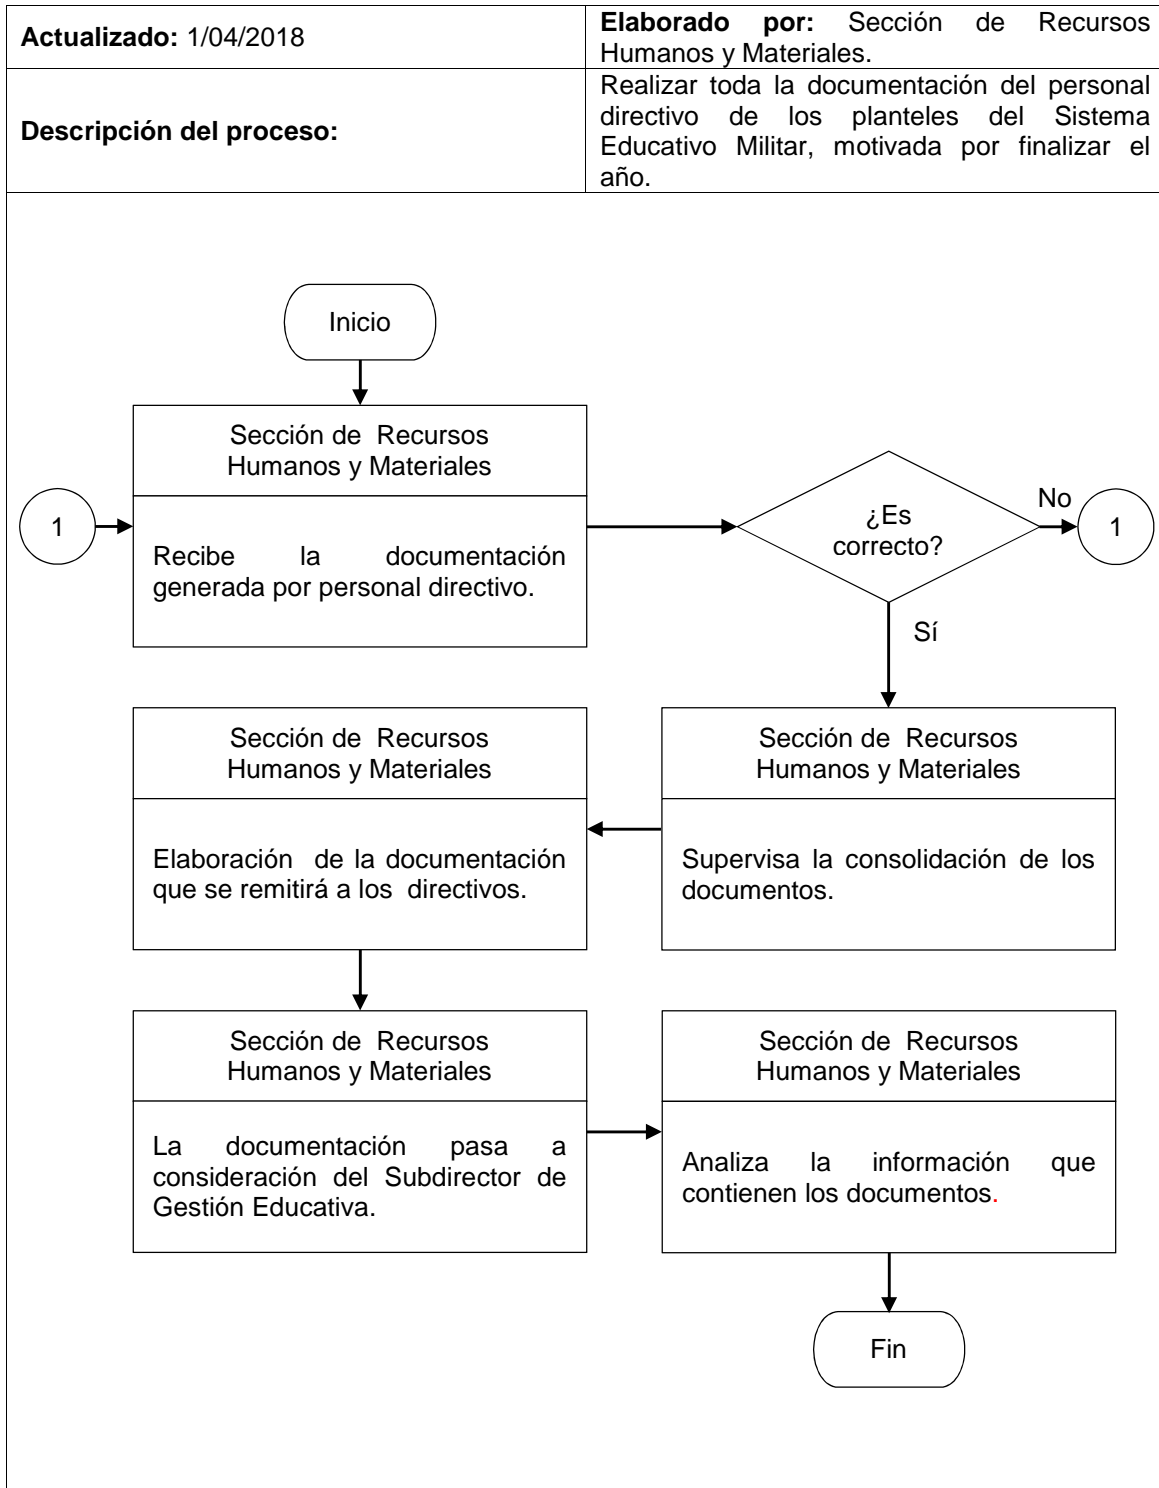 Actualizado: 1/04/2018
Elaborado por: Sección de Recursos
Humanos y Materiales.
Descripción del proceso:
Realizar toda la documentación del personal
directivo de los planteles del Sistema
Educativo Militar, motivada por finalizar el
año.
Inicio
Sección de Recursos
Humanos y Materiales
1
Recibe la documentación
generada por personal directivo.
¿Es
correcto?
No
1
Sí
Sección de Recursos
Humanos y Materiales
Supervisa la consolidación de los
documentos.
Sección de Recursos
Humanos y Materiales
Elaboración de la documentación
que se remitirá a los directivos.
Sección de Recursos
Humanos y Materiales
La documentación pasa a
consideración del Subdirector de
Gestión Educativa.
Sección de Recursos
Humanos y Materiales
Analiza la información que
contienen los documentos.
Fin